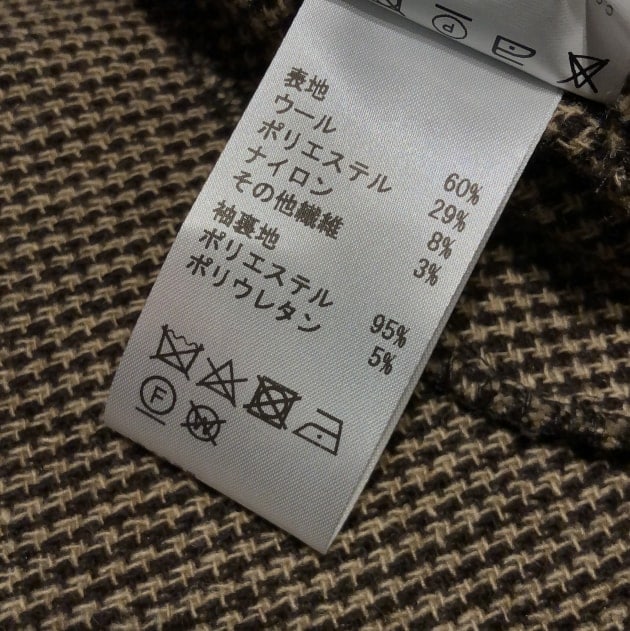 表地
ウール 60%
ポリエステル 29%
ナイロン 8%
その他繊維 3%
袖裏地
ポリエステル 95%
ポリウレタン 5%
F
W
P